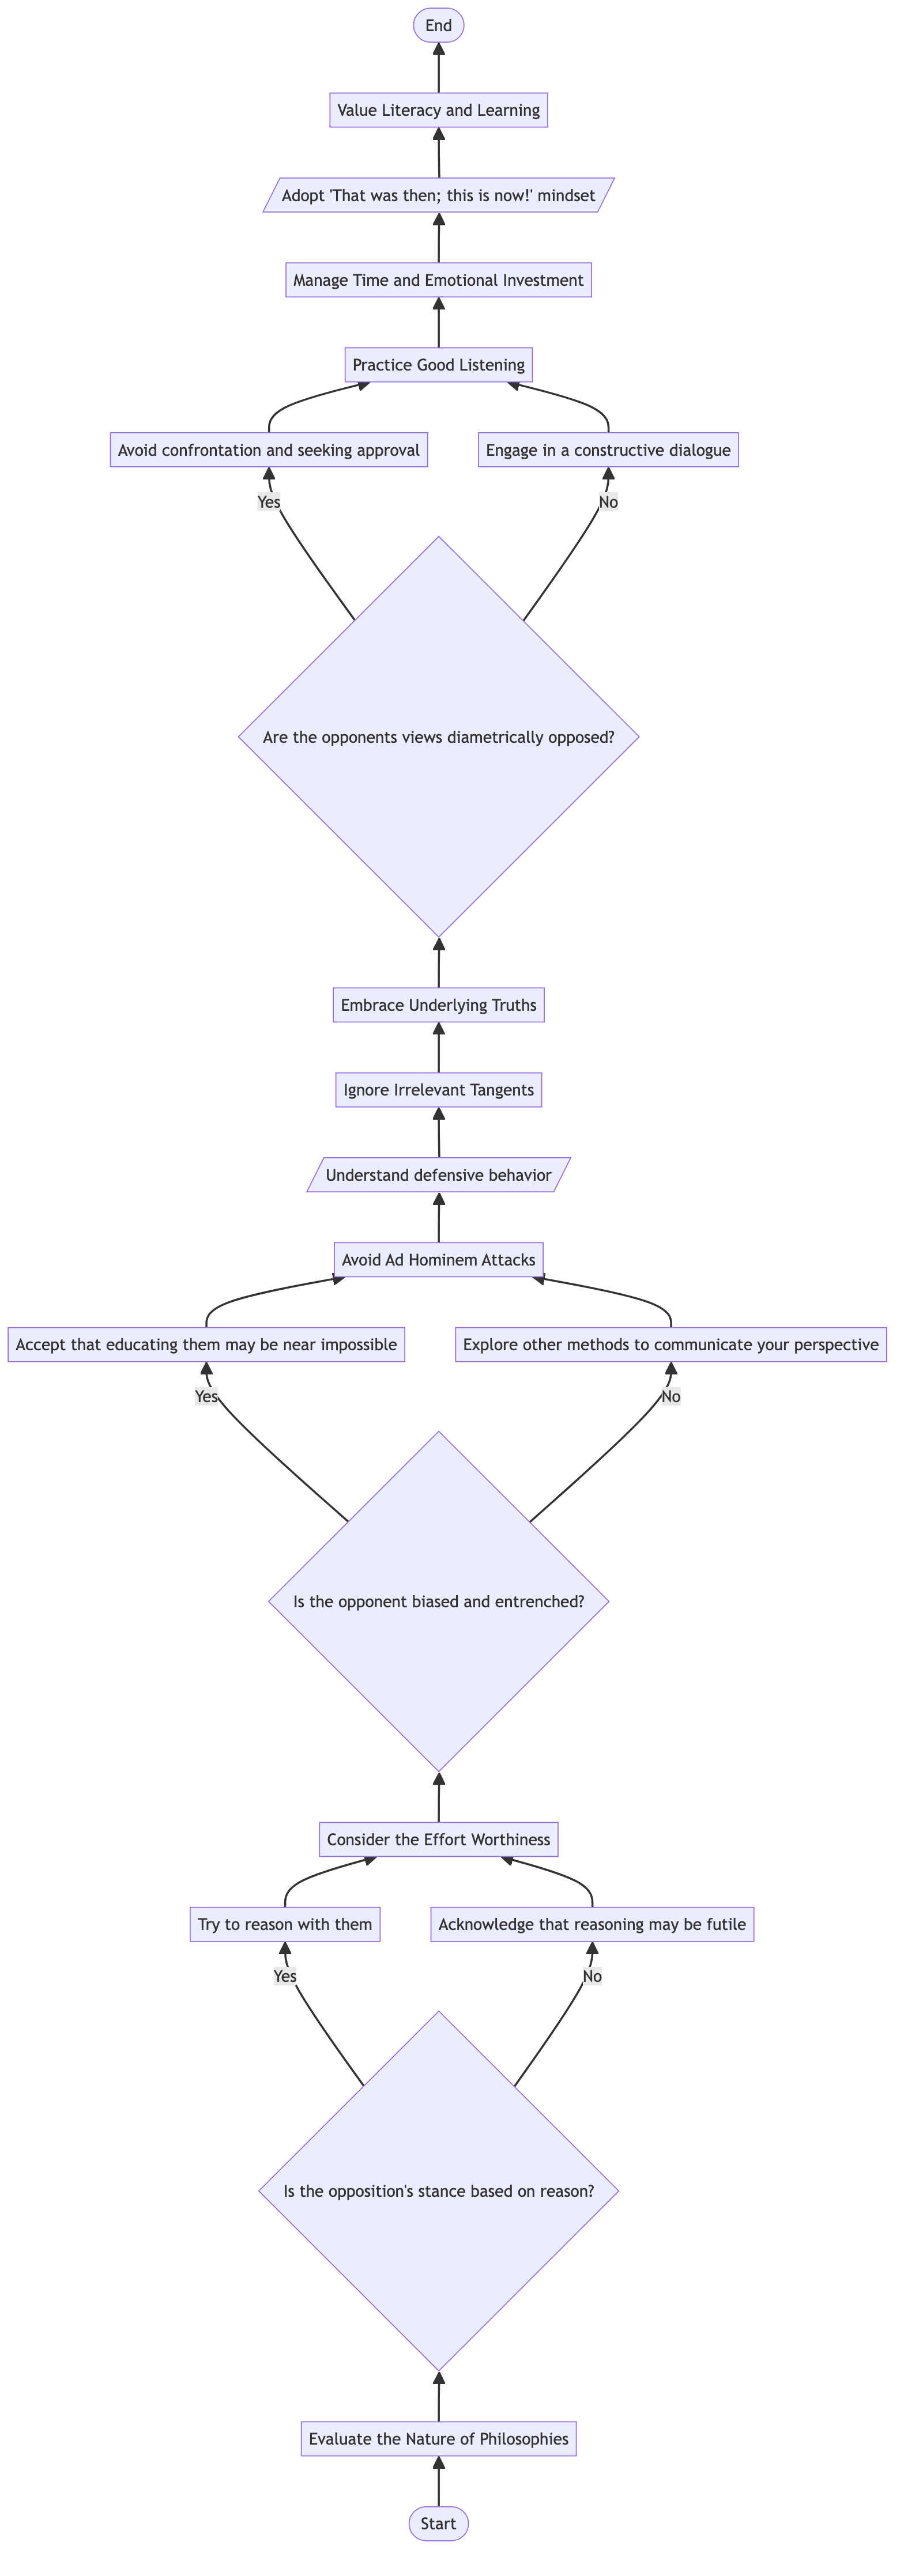 End
Value Literacy and Learning
Adopt 'That was then; this is now!' mindset
Manage Time and Emotional Investment
Practice Good Listening
Avoid confrontation and seeking approval
Engage in a constructive dialogue
Yes
No
Are the opponents views diametrically opposed?
Embrace Underlying Truths
Ignore Irrelevant Tangents
Understand defensive behavior
Avoid Ad Hominem Attacks
Accept that educating them may be near impossible
Explore other methods to communicate your perspective
Yes
No
Is the opponent biased and entrenched?
Consider the Effort Worthiness
Try to reason with them
Acknowledge that reasoning may be futile
Yes
No
Is the opposition's stance based on reason?
Evaluate the Nature of Philosophies
Start